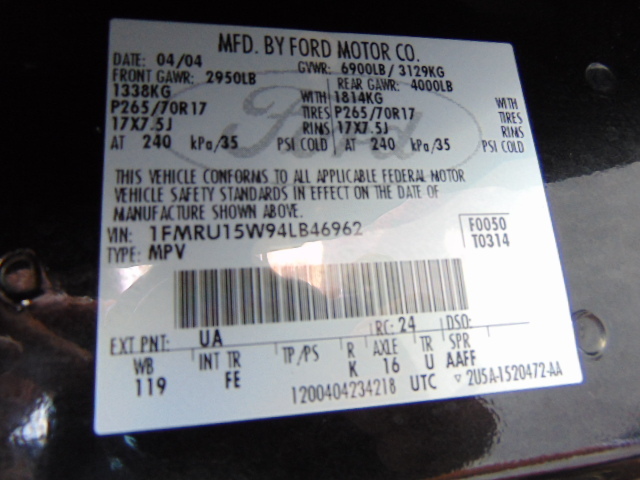 MFD. BY FORD MOTOR CO.
DATE: 04/04 GVWR: 6900LB / 3129KG
FRONT GAWR: 2950LB REAR GAWR: 4000LB
1338KG WITH 1814KG WITH
P265/70R17 TIRES P265/70R17 TIRES
17X7.5J RIMS 17X7.5J RIMS
AT 240 kPa/35 PSI COLD AT 240 kPa/35 PSI COLD
Ford
THIS VEHICLE CONFORMS TO ALL APPLICABLE FEDERAL MOTOR
VEHICLE SAFETY STANDARDS IN EFFECT ON THE DATE OF
MANUFACTURE SHOWN ABOVE.
VIN: 1FMRU15W94LB46962 F0050
TYPE: MPV T0314
EXT PNT: UA RC: 24 DSO:
WB INT TR TP/PS R AXLE TR SPR
119 FE K 16 U AAFF
1200404234218 UTC ▽ 2U5A-1520472-AA